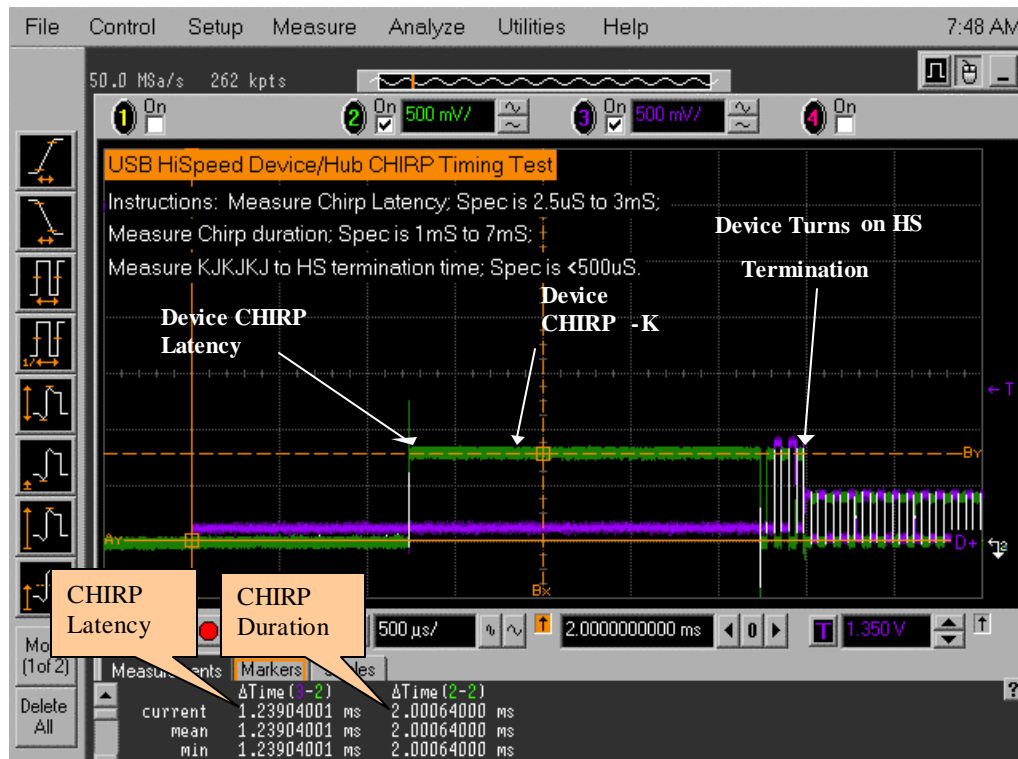 File Control Setup Measure Analyze Utilities Help 7:48 AM
50.0 MSa/s 262 kpts
1 On 2 On 500 mV/ 3 On 500 mV/ 4 On
USB HiSpeed Device/Hub CHIRP Timing Test
Instructions: Measure Chirp Latency; Spec is 2.5uS to 3mS;
Measure Chirp duration; Spec is 1mS to 7mS;
Measure KJKJKJ to HS termination time; Spec is <500uS.
Device Turns on HS
Termination
Device CHIRP
Latency
Device
CHIRP - K
T
By
Ay
D+
Bx
CHIRP
Latency
CHIRP
Duration
500 µs/ 2.0000000000 ms 0 T 1.350 V
(1of 2)
Delete
All
Markers
ΔTime(3-2) ΔTime(2-2)
current 1.23904001 ms 2.00064000 ms
mean 1.23904001 ms 2.00064000 ms
min 1.23904001 ms 2.00064000 ms
?